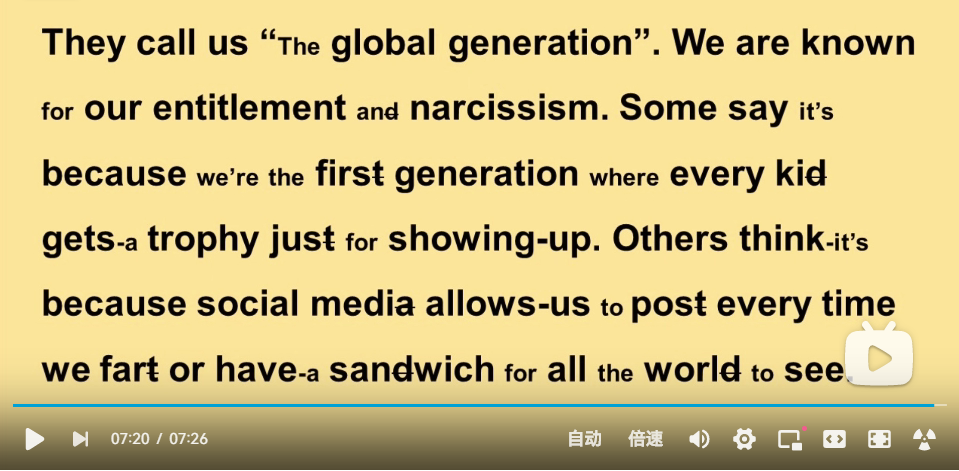 They call us “The global generation”. We are known
for our entitlement and narcissism. Some say it’s
because we’re the first generation where every kid
gets-a trophy just for showing-up. Others think-it’s
because social media allows-us to post every time
we fart or have-a sandwich for all the world to see.
07:20 / 07:26 自动 倍速